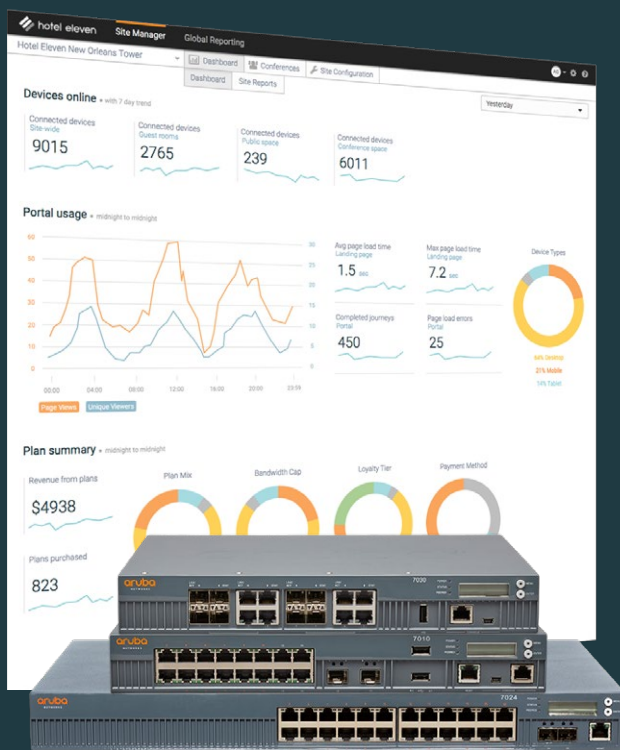 hotel eleven
Site Manager
Global Reporting
Hotel Eleven New Orleans Tower
Dashboard
Conferences
Site Configuration
Dashboard
Site Reports
Devices online • with 7 day trend
Yesterday
Connected devices
Site-wide
9015
Connected devices
Guest rooms
2765
Connected devices
Public space
239
Connected devices
Conference space
6011
Portal usage • midnight to midnight
60
50
40
30
20
10
0
30
25
20
15
10
5
0
00:00
04:00
08:00
12:00
16:00
20:00
23:59
Page Views
Unique Viewers
Avg page load time
Landing page
1.5 sec
Max page load time
Landing page
7.2 sec
Completed journeys
Portal
450
Page load errors
Portal
25
Device Types
64% Desktop
21% Mobile
14% Tablet
Plan summary • midnight to midnight
Revenue from plans
$4938
Plans purchased
823
Plan Mix
Bandwidth Cap
Loyalty Tier
Payment Method
aruba
NETWORKS
7030
aruba
NETWORKS
7010
aruba
NETWORKS
7024